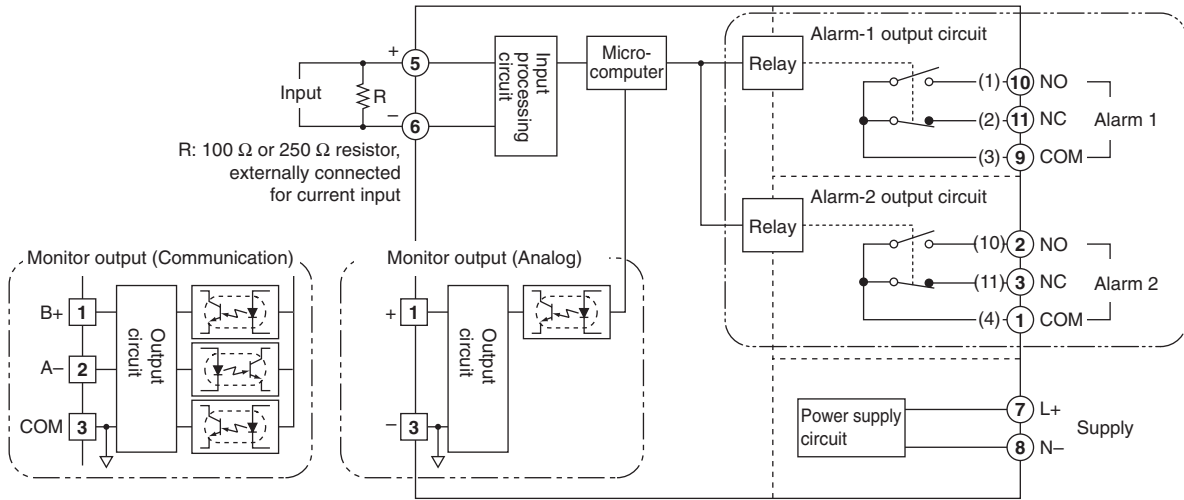 Input
+
5
−
6
R
R: 100 Ω or 250 Ω resistor,
externally connected
for current input
Input
processing
circuit
Micro-
computer
Relay
Alarm-1 output circuit
(1) 10 NO
(2) 11 NC
(3) 9 COM
Alarm 1
Relay
Alarm-2 output circuit
(10) 2 NO
(11) 3 NC
(4) 1 COM
Alarm 2
Monitor output (Communication)
B+ 1
A− 2
COM 3
Output
circuit
Monitor output (Analog)
+ 1
− 3
Output
circuit
Power supply
circuit
7 L+
8 N−
Supply